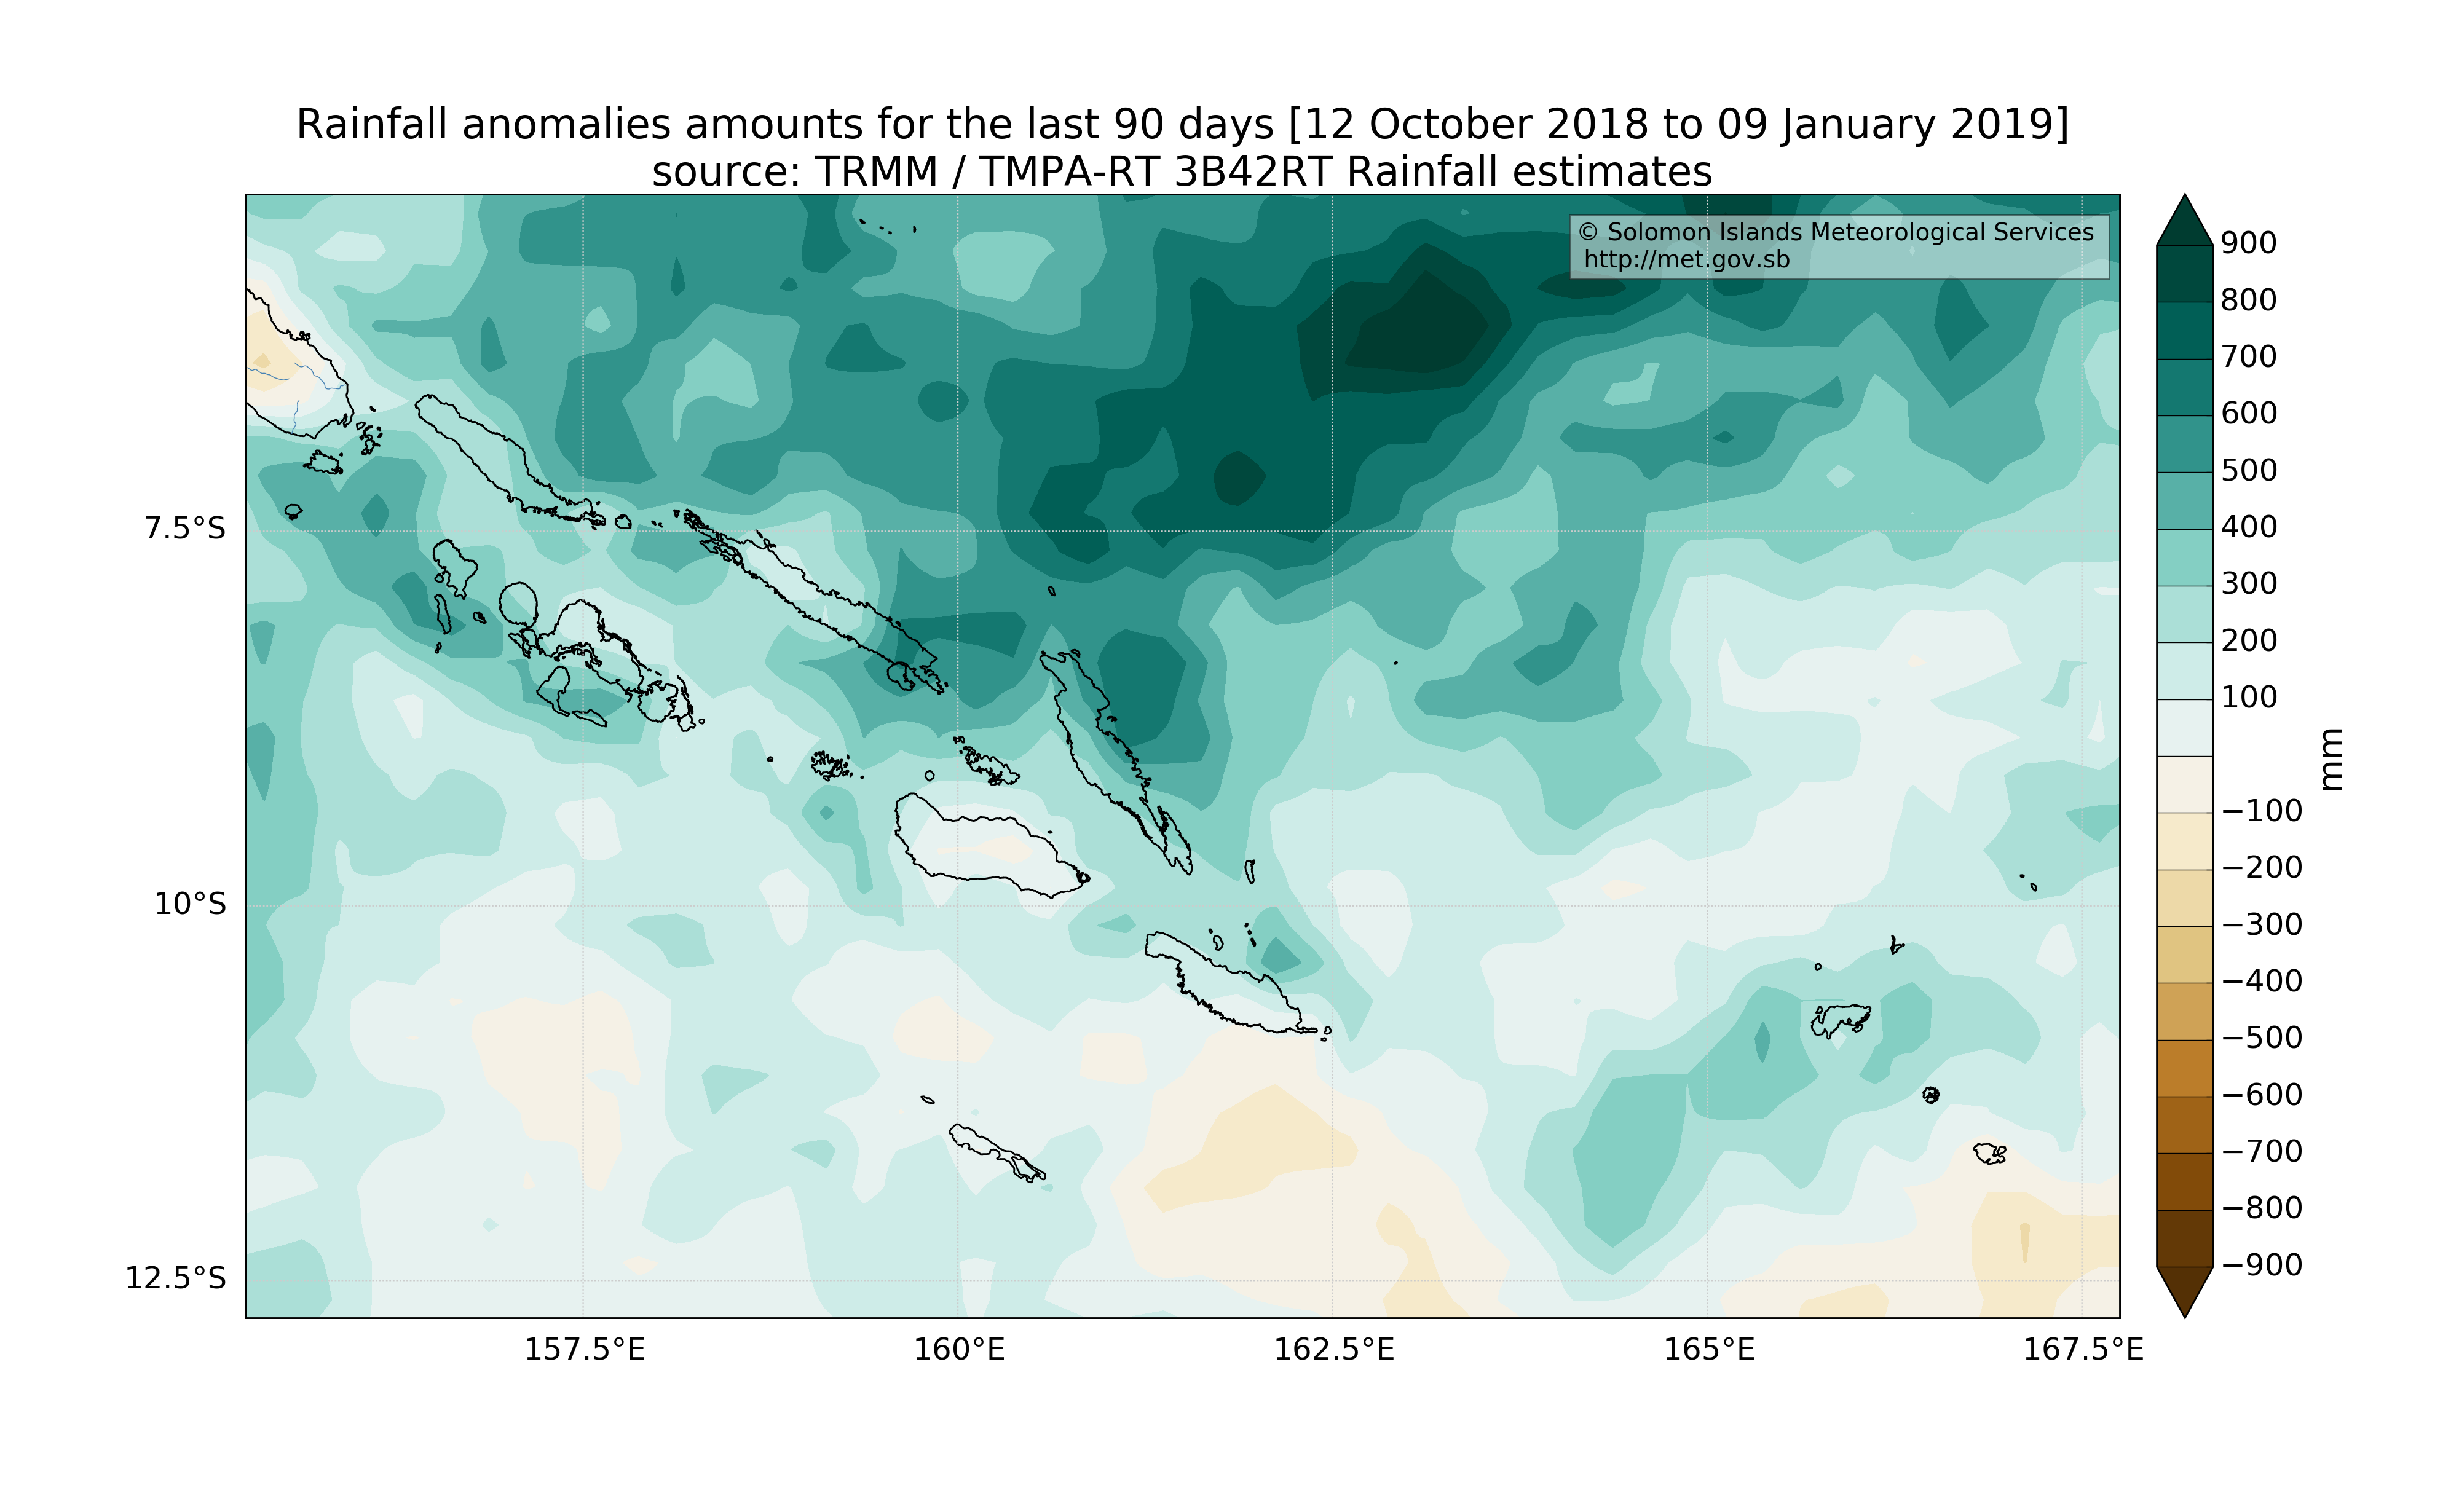 Rainfall anomalies amounts for the last 90 days [12 October 2018 to 09 January 2019]
source: TRMM / TMPA-RT 3B42RT Rainfall estimates
© Solomon Islands Meteorological Services
http://met.gov.sb
7.5°S
10°S
12.5°S
157.5°E
160°E
162.5°E
165°E
167.5°E
900
800
700
600
500
400
300
200
100
−100
−200
−300
−400
−500
−600
−700
−800
−900
mm